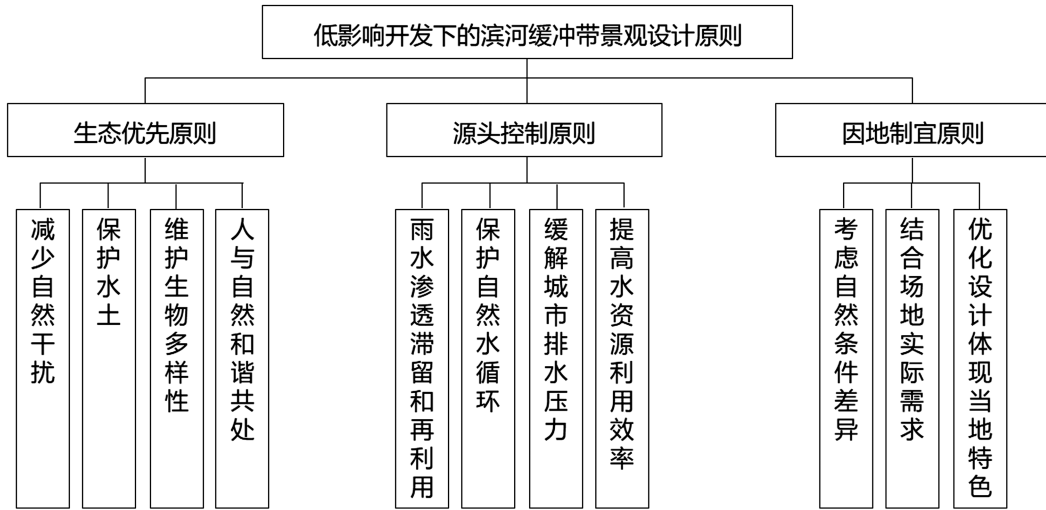 低影响开发下的滨河缓冲带景观设计原则
生态优先原则
源头控制原则
因地制宜原则
减少自然干扰
保护水土
维护生物多样性
人与自然和谐共处
雨水渗透滞留和再利用
保护自然水循环
缓解城市排水压力
提高水资源利用效率
考虑自然条件差异
结合场地实际需求
优化设计体现当地特色